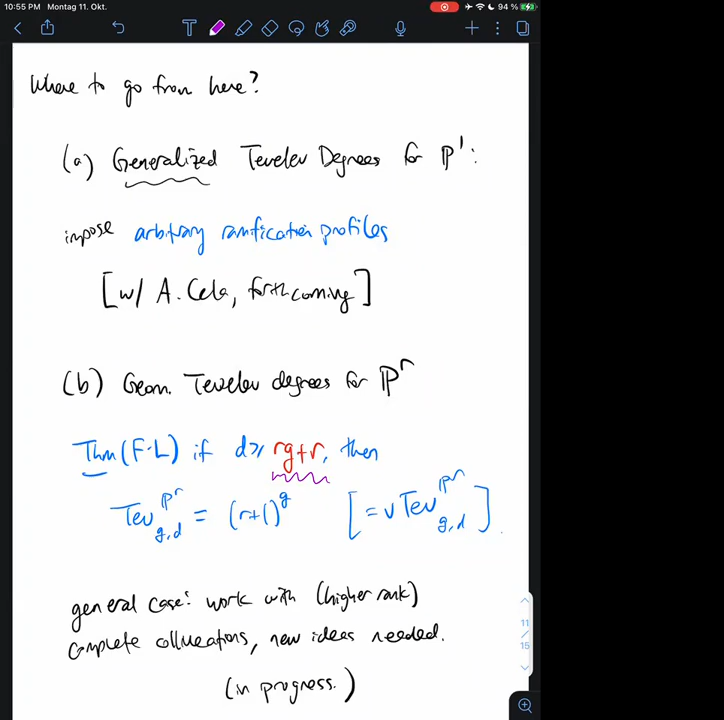 10:55 PM Montag 11. Okt.
94 %
Where to go from here?
(a) Generalized Tevelev Degrees for ℙ¹:
impose arbitrary ramification profiles
[w/ A. Cela, forthcoming]
(b) Geom. Tevelev degrees for ℙʳ
Thm (F-L) if d ≥ rg+r, then
Tev^{ℙʳ}_{g,d} = (r+1)^g [= vTev^{ℙʳ}_{g,d}].
general case: work with (higher rank)
complete collineations, new ideas needed.
(in progress.)
11
/
15